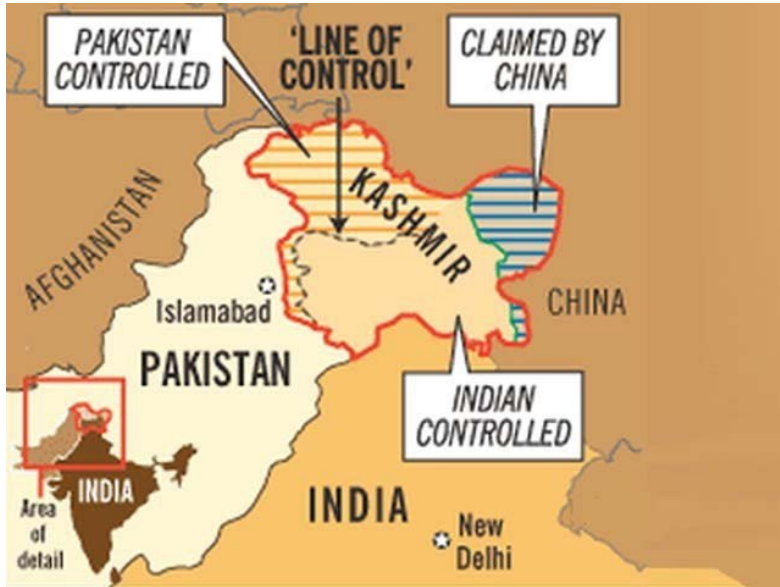 PAKISTAN
CONTROLLED
'LINE OF
CONTROL'
CLAIMED BY
CHINA
KASHMIR
AFGHANISTAN
Islamabad
CHINA
PAKISTAN
INDIAN
CONTROLLED
INDIA
Area
of
detail
INDIA
New
Delhi